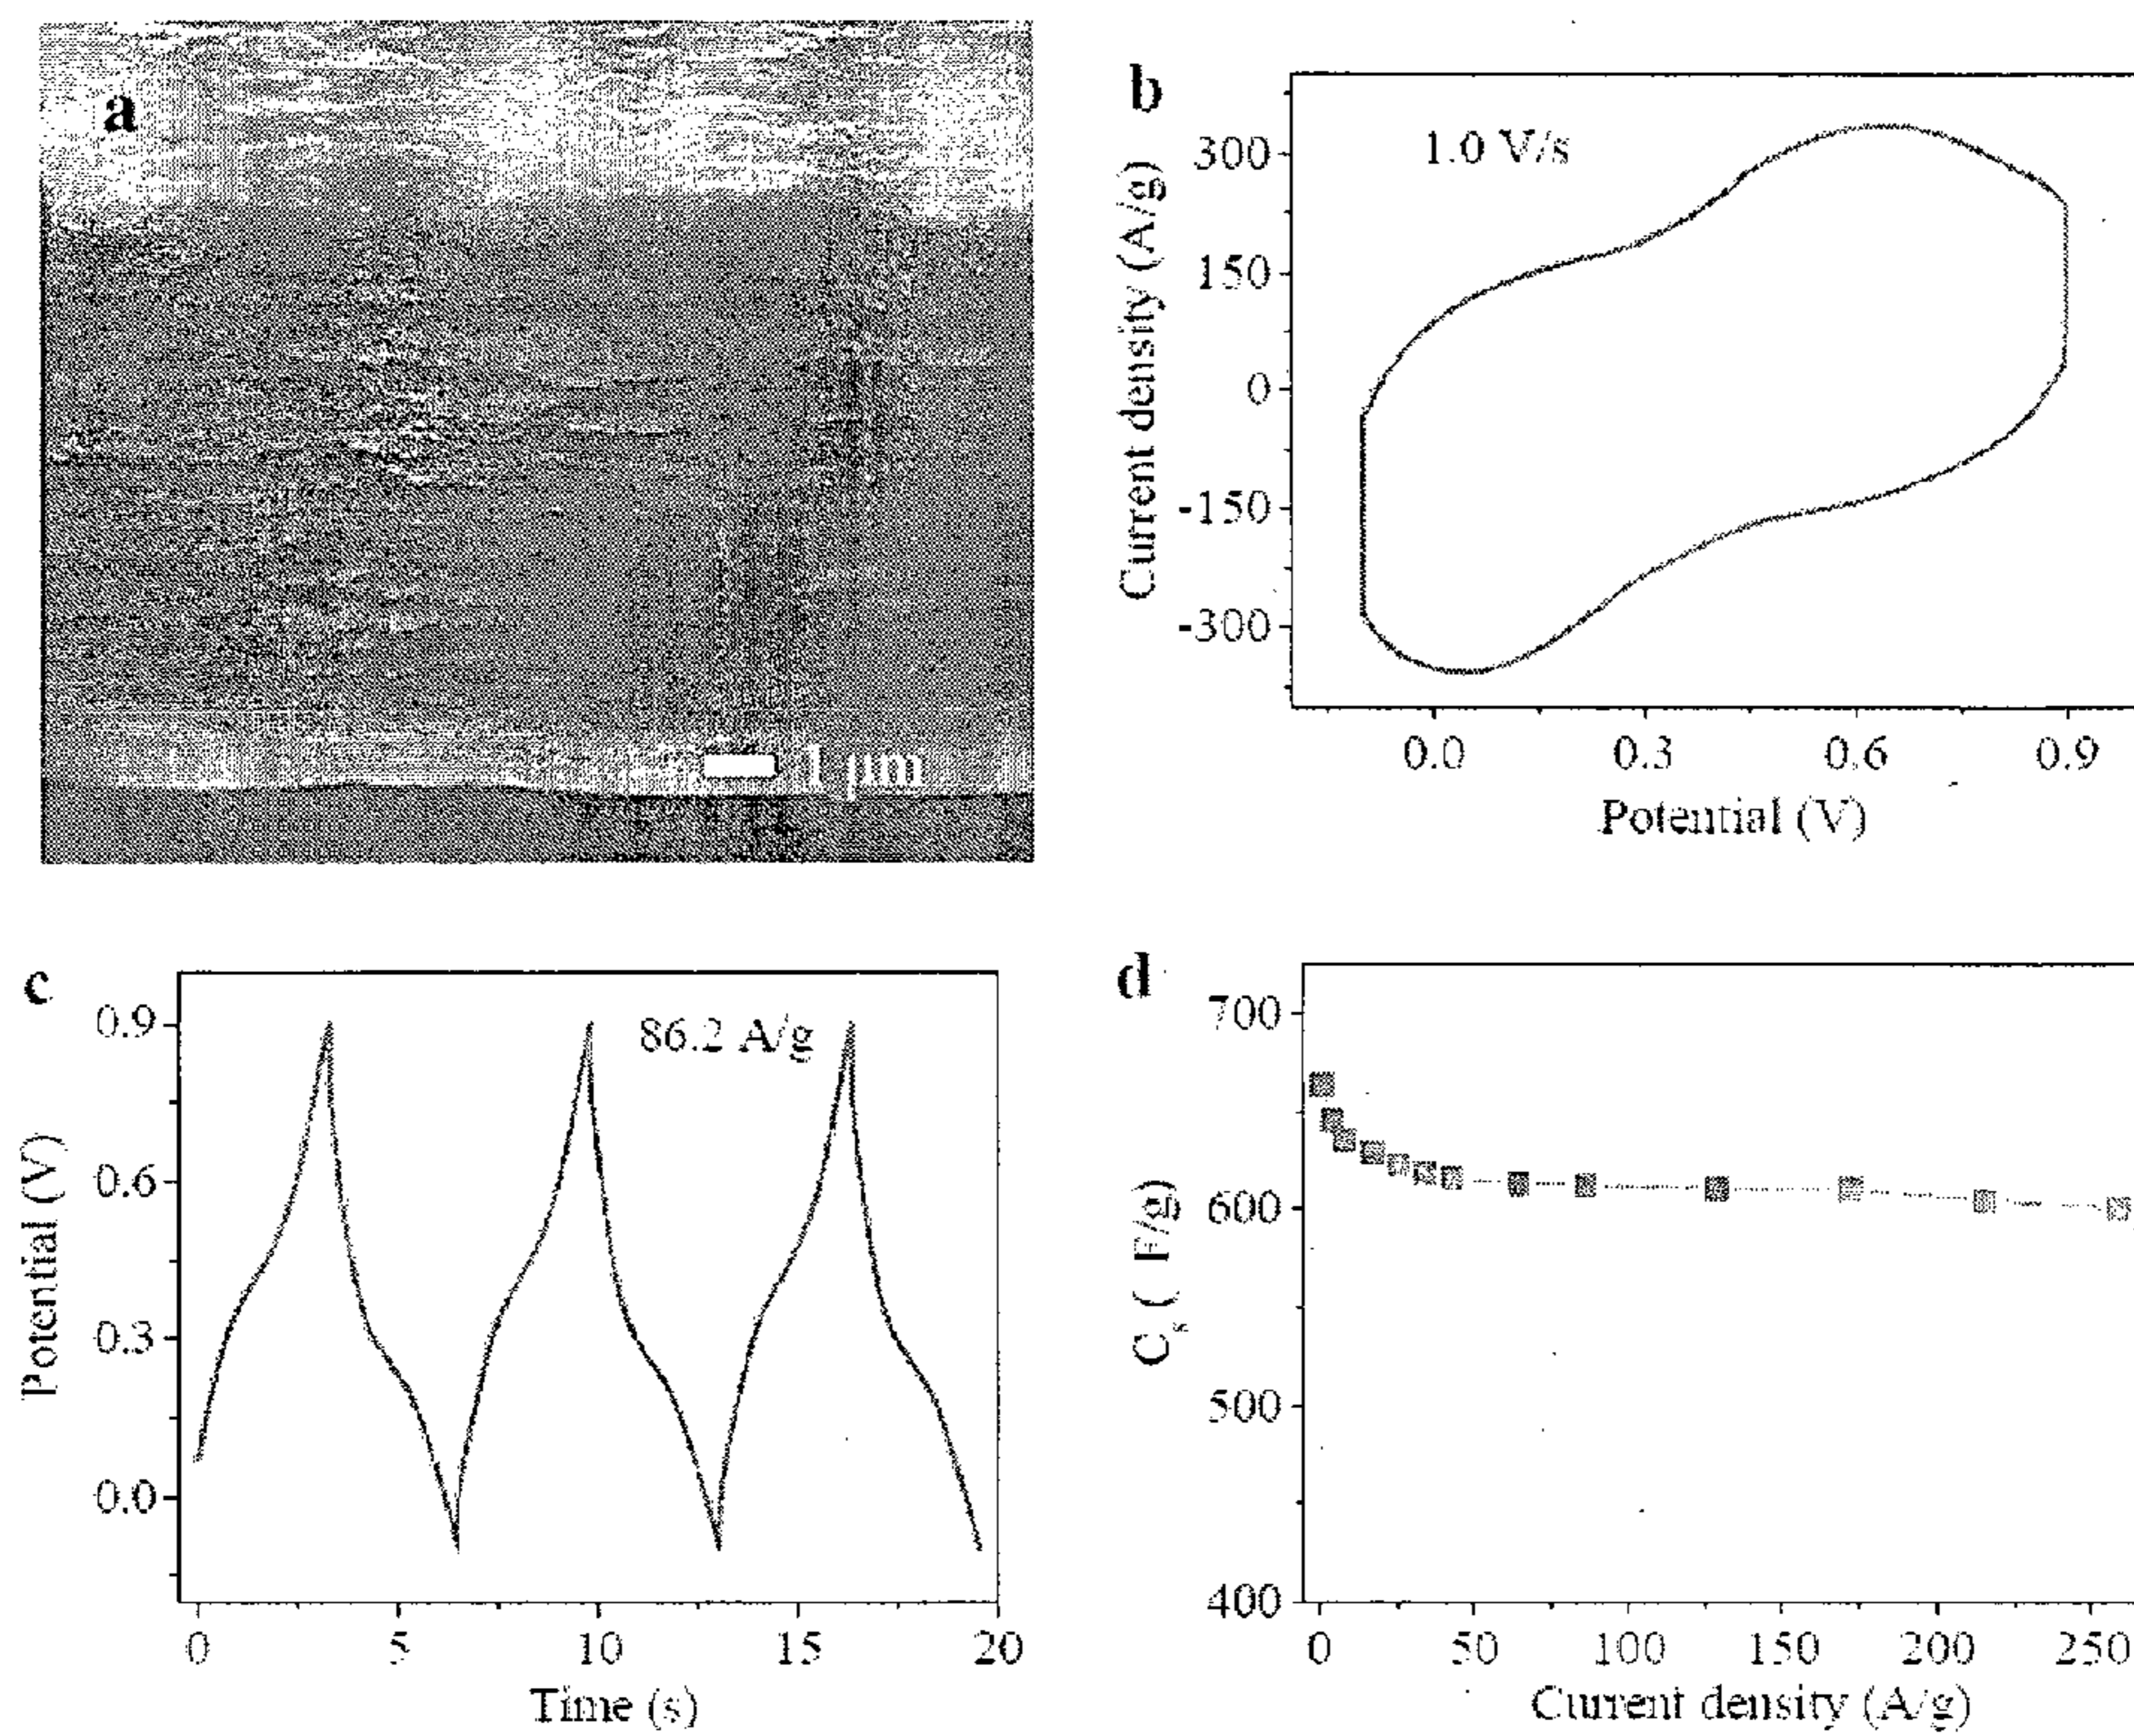 a
1 μm
b
1.0 V/s
Current density (A/g)
300
150
0
-150
-300
0.0 0.3 0.6 0.9
Potential (V)
c
86.2 A/g
Potential (V)
0.9
0.6
0.3
0.0
0 5 10 15 20
Time (s)
d
Cs ( F/g)
700
600
500
400
0 50 100 150 200 250
Current density (A/g)